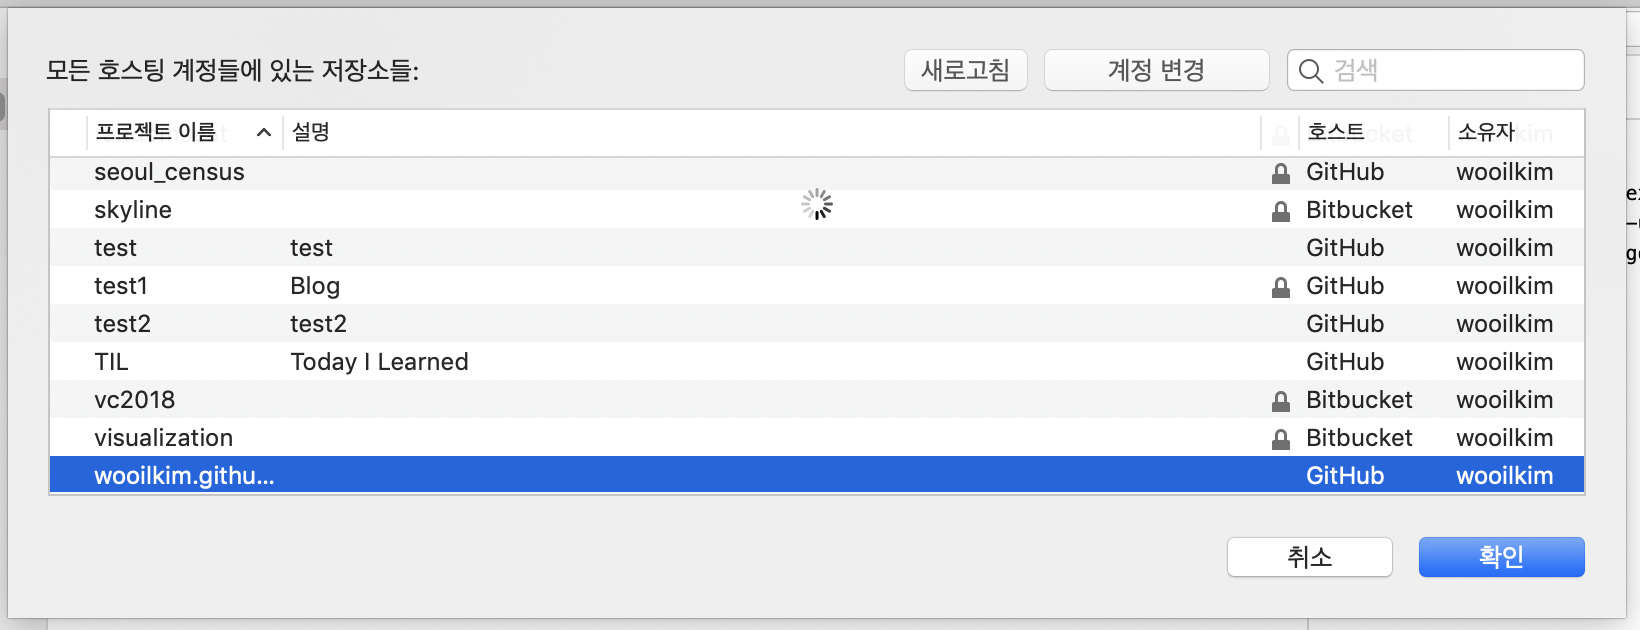 모든 호스팅 계정들에 있는 저장소들: 새로고침 계정 변경 검색
프로젝트 이름 설명 호스트 소유자
seoul_census GitHub wooilkim
skyline Bitbucket wooilkim
test test GitHub wooilkim
test1 Blog GitHub wooilkim
test2 test2 GitHub wooilkim
TIL Today I Learned GitHub wooilkim
vc2018 Bitbucket wooilkim
visualization Bitbucket wooilkim
wooilkim.githu... GitHub wooilkim
취소 확인